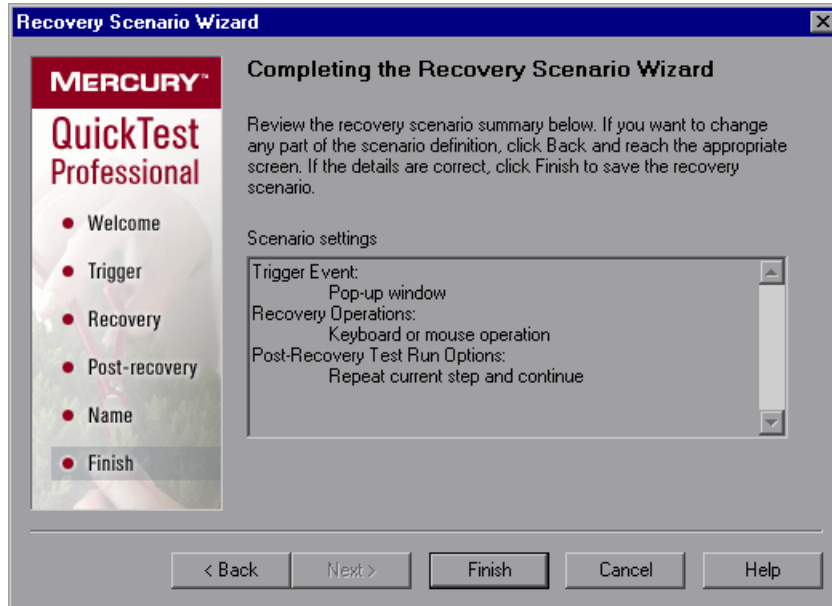 Recovery Scenario Wizard
MERCURY™
QuickTest
Professional
Welcome
Trigger
Recovery
Post-recovery
Name
Finish
Completing the Recovery Scenario Wizard
Review the recovery scenario summary below. If you want to change
any part of the scenario definition, click Back and reach the appropriate
screen. If the details are correct, click Finish to save the recovery
scenario.
Scenario settings
Trigger Event:
Pop-up window
Recovery Operations:
Keyboard or mouse operation
Post-Recovery Test Run Options:
Repeat current step and continue
< Back
Next >
Finish
Cancel
Help